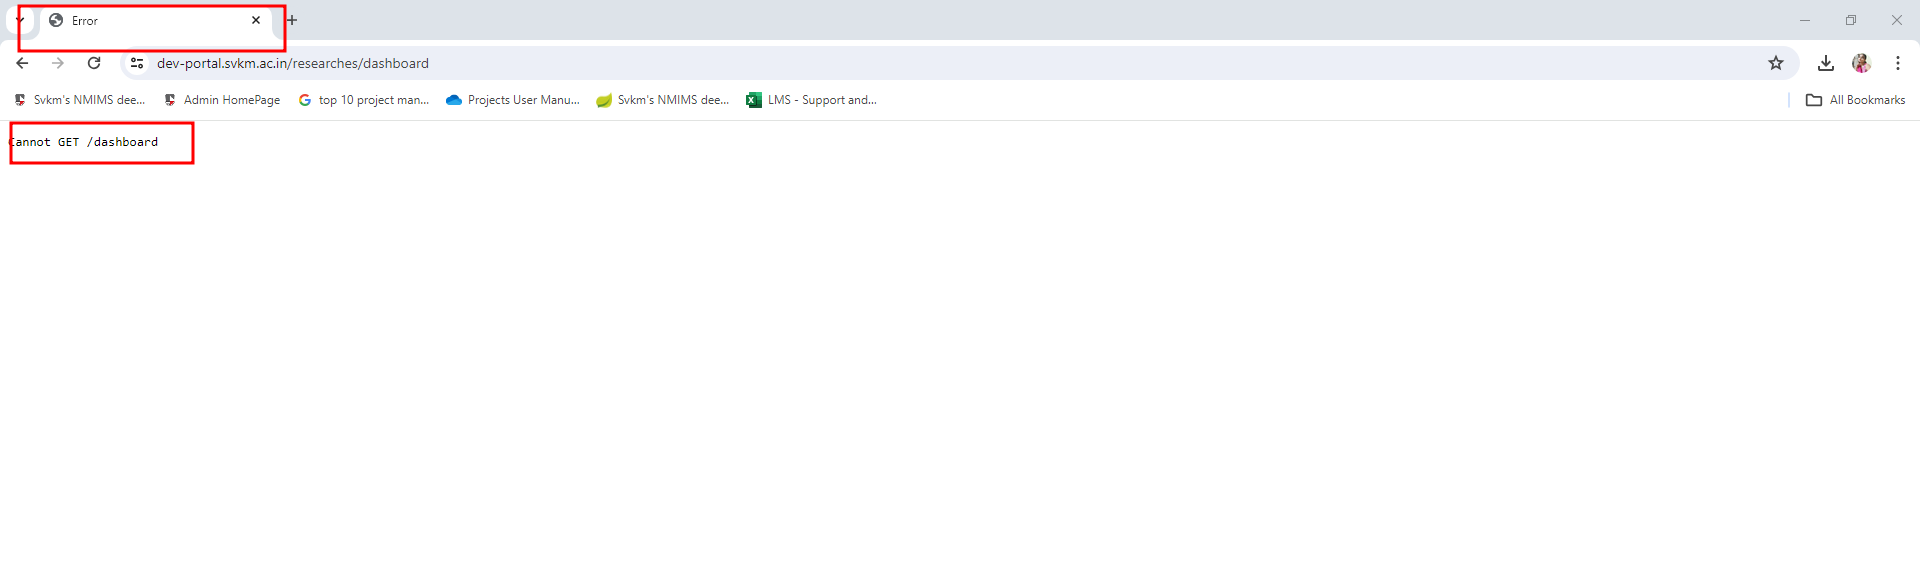 Error
dev-portal.svkm.ac.in/researches/dashboard
Svkm's NMIMS dee... Admin HomePage top 10 project man... Projects User Manu... Svkm's NMIMS dee... LMS - Support and... All Bookmarks
Cannot GET /dashboard